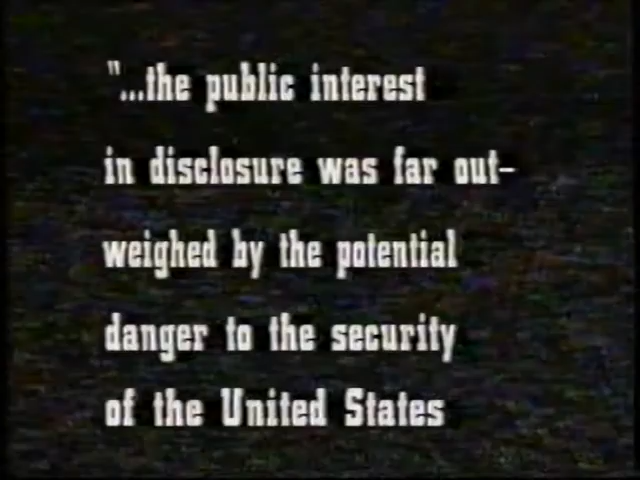 "...the public interest
in disclosure was far out-
weighed by the potential
danger to the security
of the United States